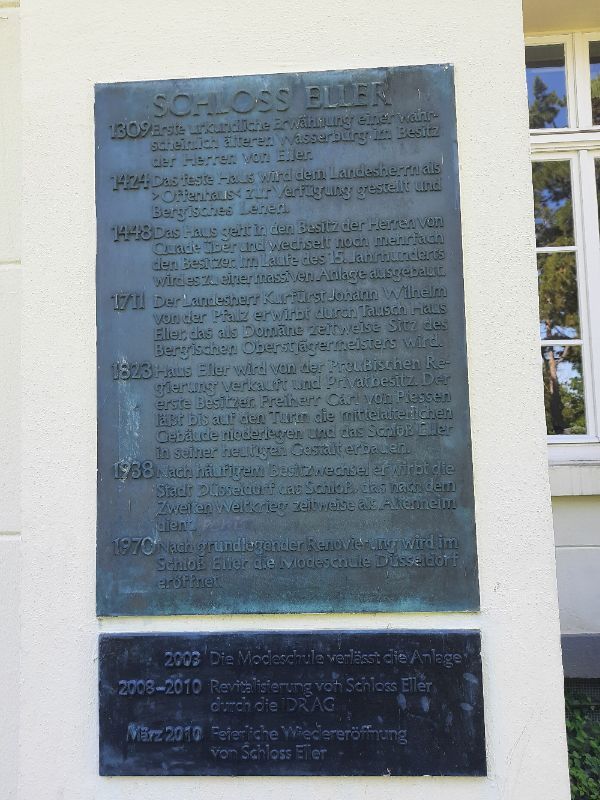 SCHLOSS ELLER
1309 Erste urkundliche Erwähnung einer wahr-
scheinlich älteren Wasserburg im Besitz
der Herren von Eller.
1424 Das feste Haus wird dem Landesherrn als
>Offenhaus< zur Verfügung gestellt und
Bergisches Lehen.
1448 Das Haus geht in den Besitz der Herren von
Quade über und wechselt noch mehrfach
den Besitzer. Im Laufe des 15. Jahrhunderts
wird es zu einer massiven Anlage ausgebaut.
1711 Der Landesherr Kurfürst Johann Wilhelm
von der Pfalz erwirbt durch Tausch Haus
Eller, das als Domäne zeitweise Sitz des
Bergischen Oberstjägermeisters wird.
1823 Haus Eller wird von der Preußischen Re-
gierung verkauft und Privatbesitz. Der
erste Besitzer, Freiherr Carl von Plessen
läßt bis auf den Turm die mittelalterlichen
Gebäude niederlegen und das Schloß Eller
in seiner heutigen Gestalt erbauen.
1938 Nach häufigem Besitzwechsel erwirbt die
Stadt Düsseldorf das Schloß, das nach dem
Zweiten Weltkrieg zeitweise als Altenheim
dient.
1970 Nach grundlegender Renovierung wird im
Schloß Eller die Modeschule Düsseldorf
eröffnet.
2003 Die Modeschule verlässt die Anlage
2008-2010 Revitalisierung von Schloss Eller
durch die IDR AG
März 2010 Feierliche Wiedereröffnung
von Schloss Eller